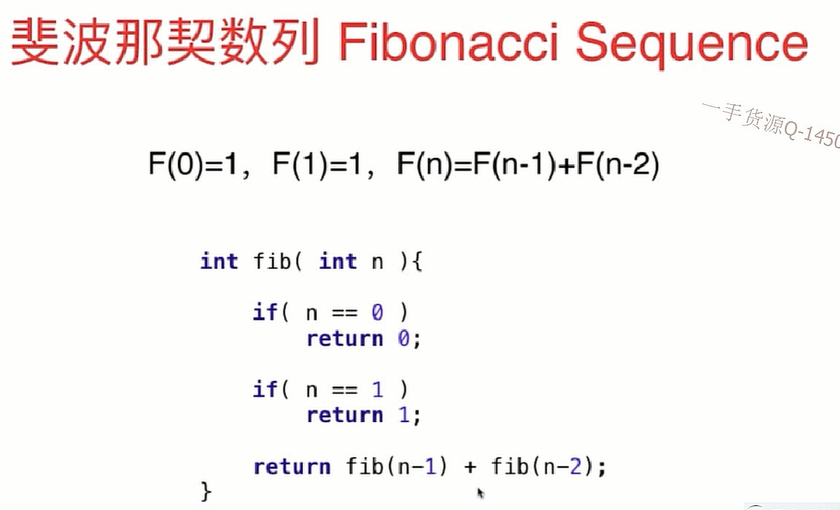 斐波那契数列 Fibonacci Sequence
一手货源Q-1450
F(0)=1, F(1)=1, F(n)=F(n-1)+F(n-2)
int fib( int n ){
if( n == 0 )
return 0;
if( n == 1 )
return 1;
return fib(n-1) + fib(n-2);
}